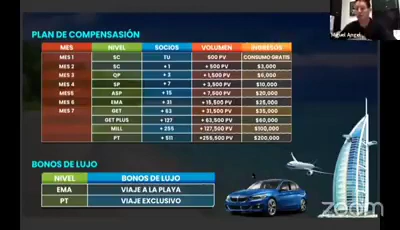 Miguel Angel
PLAN DE COMPENSASIÓN
MES NIVEL SOCIOS VOLUMEN INGRESOS
MES 1 SC TU 500 PV CONSUMO GRATIS
MES 2 SC + 1 + 500 PV $3,000
MES 3 QP + 3 + 1,500 PV $6,000
MES 4 SP + 7 + 3,500 PV $10,000
MES5 ASP + 15 + 7,500 PV $20,000
MES 6 EMA + 31 + 15,500 PV $25,000
MES 7 GET + 63 + 31,500 PV $35,000
GET PLUS + 127 + 63,500 PV $60,000
MILL + 255 + 127,500 PV $100,000
PT + 511 +255,500 PV $200,000
BONOS DE LUJO
NIVEL BONOS DE LUJO
EMA VIAJE A LA PLAYA
PT VIAJE EXCLUSIVO
zoom